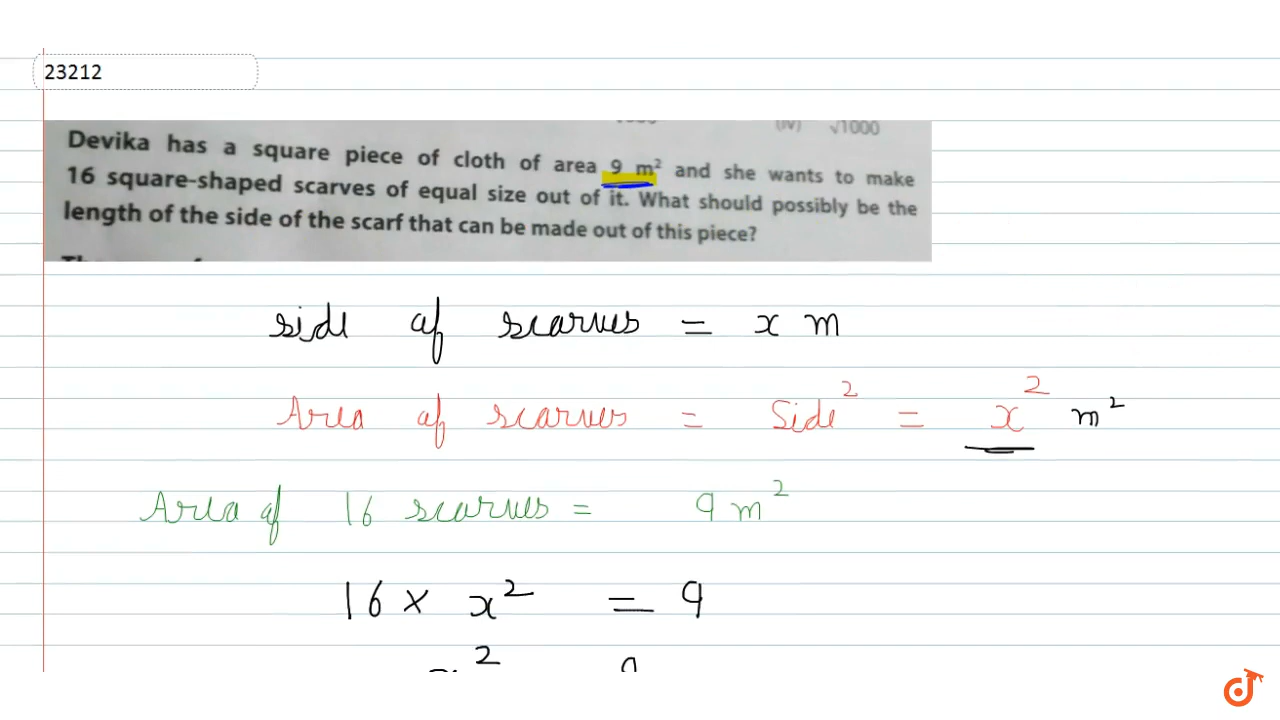 23212
(iv) √1000
Devika has a square piece of cloth of area 9 m² and she wants to make
16 square-shaped scarves of equal size out of it. What should possibly be the
length of the side of the scarf that can be made out of this piece?
side of scarves = x m
Area of scarves = Side² = x² m²
Area of 16 scarves = 9 m²
16 × x² = 9